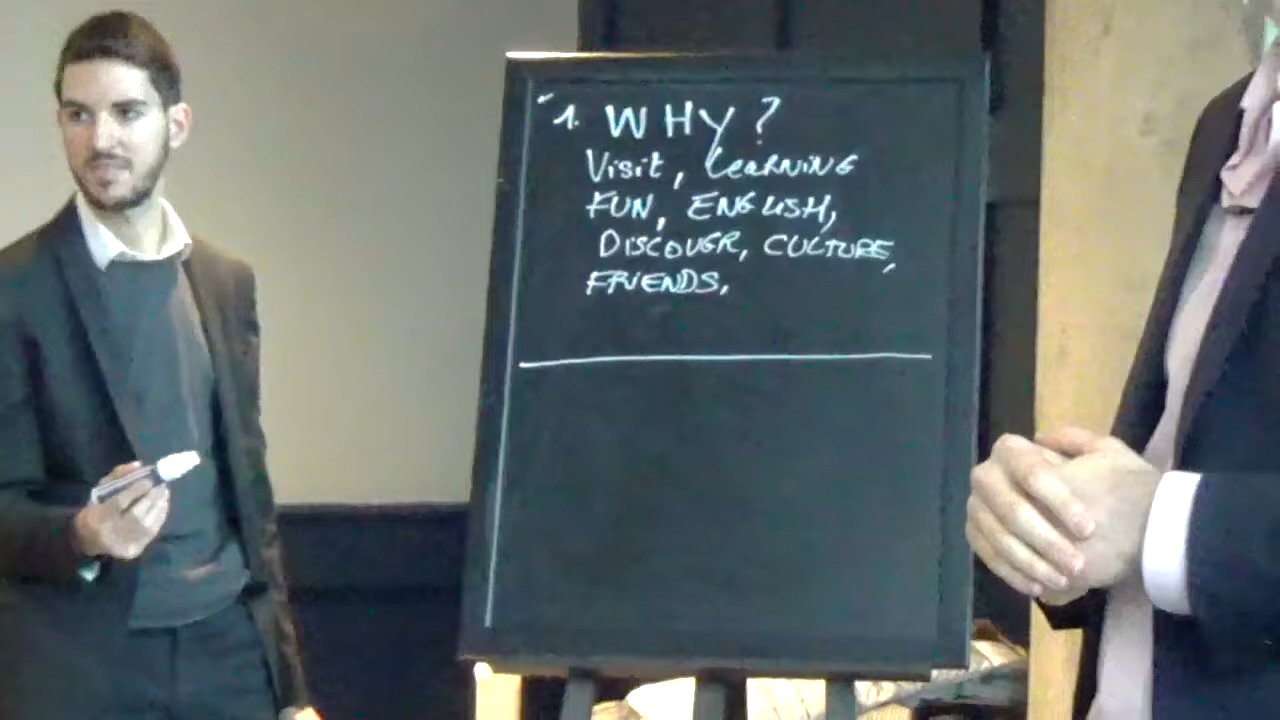 1. WHY?
Visit, Learning
FUN, ENGLISH,
DISCOVER, CULTURE,
FRIENDS,